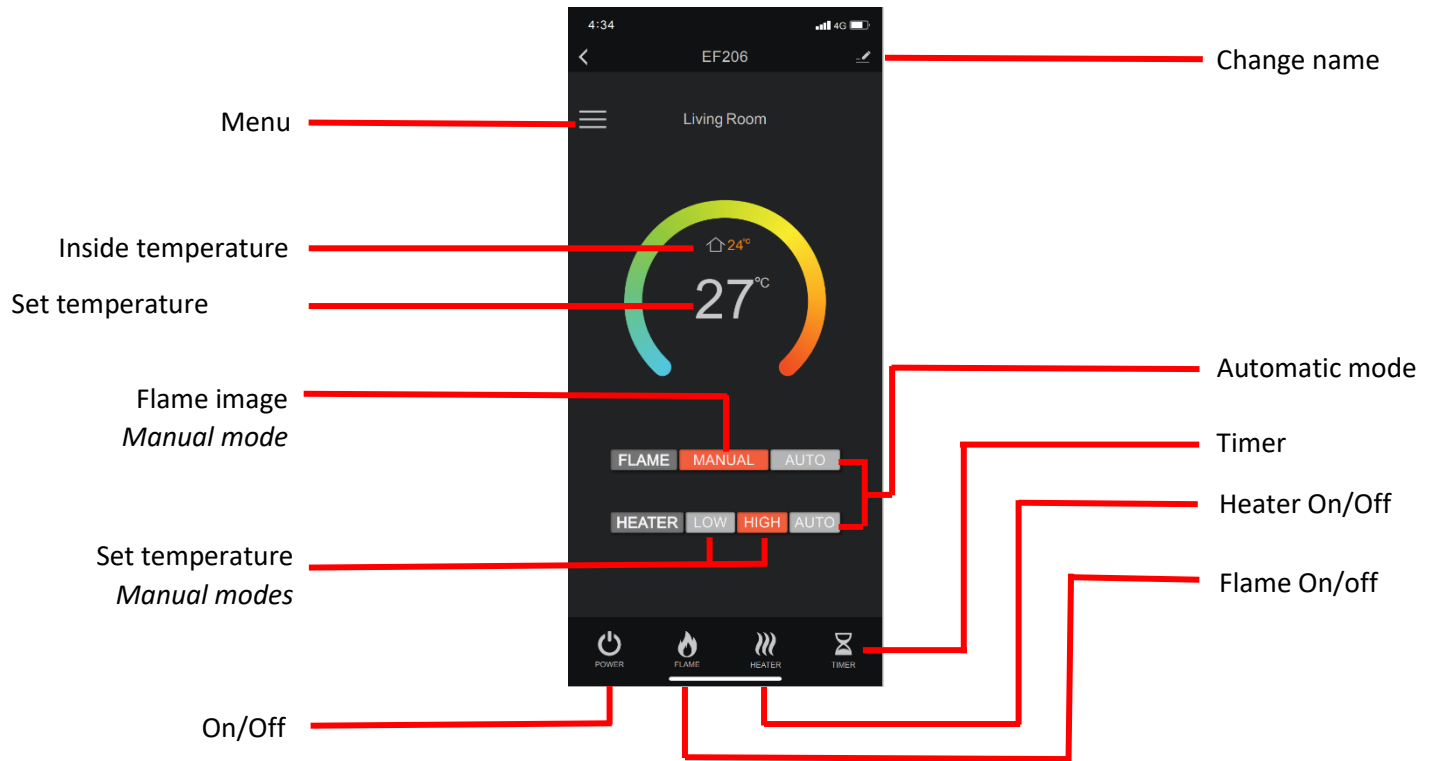 4:34 4G
EF206
Change name
Menu
Living Room
Inside temperature
24℃
Set temperature
27℃
Automatic mode
Flame image
Manual mode
Timer
FLAME MANUAL AUTO
Heater On/Off
HEATER LOW HIGH AUTO
Set temperature
Manual modes
Flame On/off
POWER FLAME HEATER TIMER
On/Off